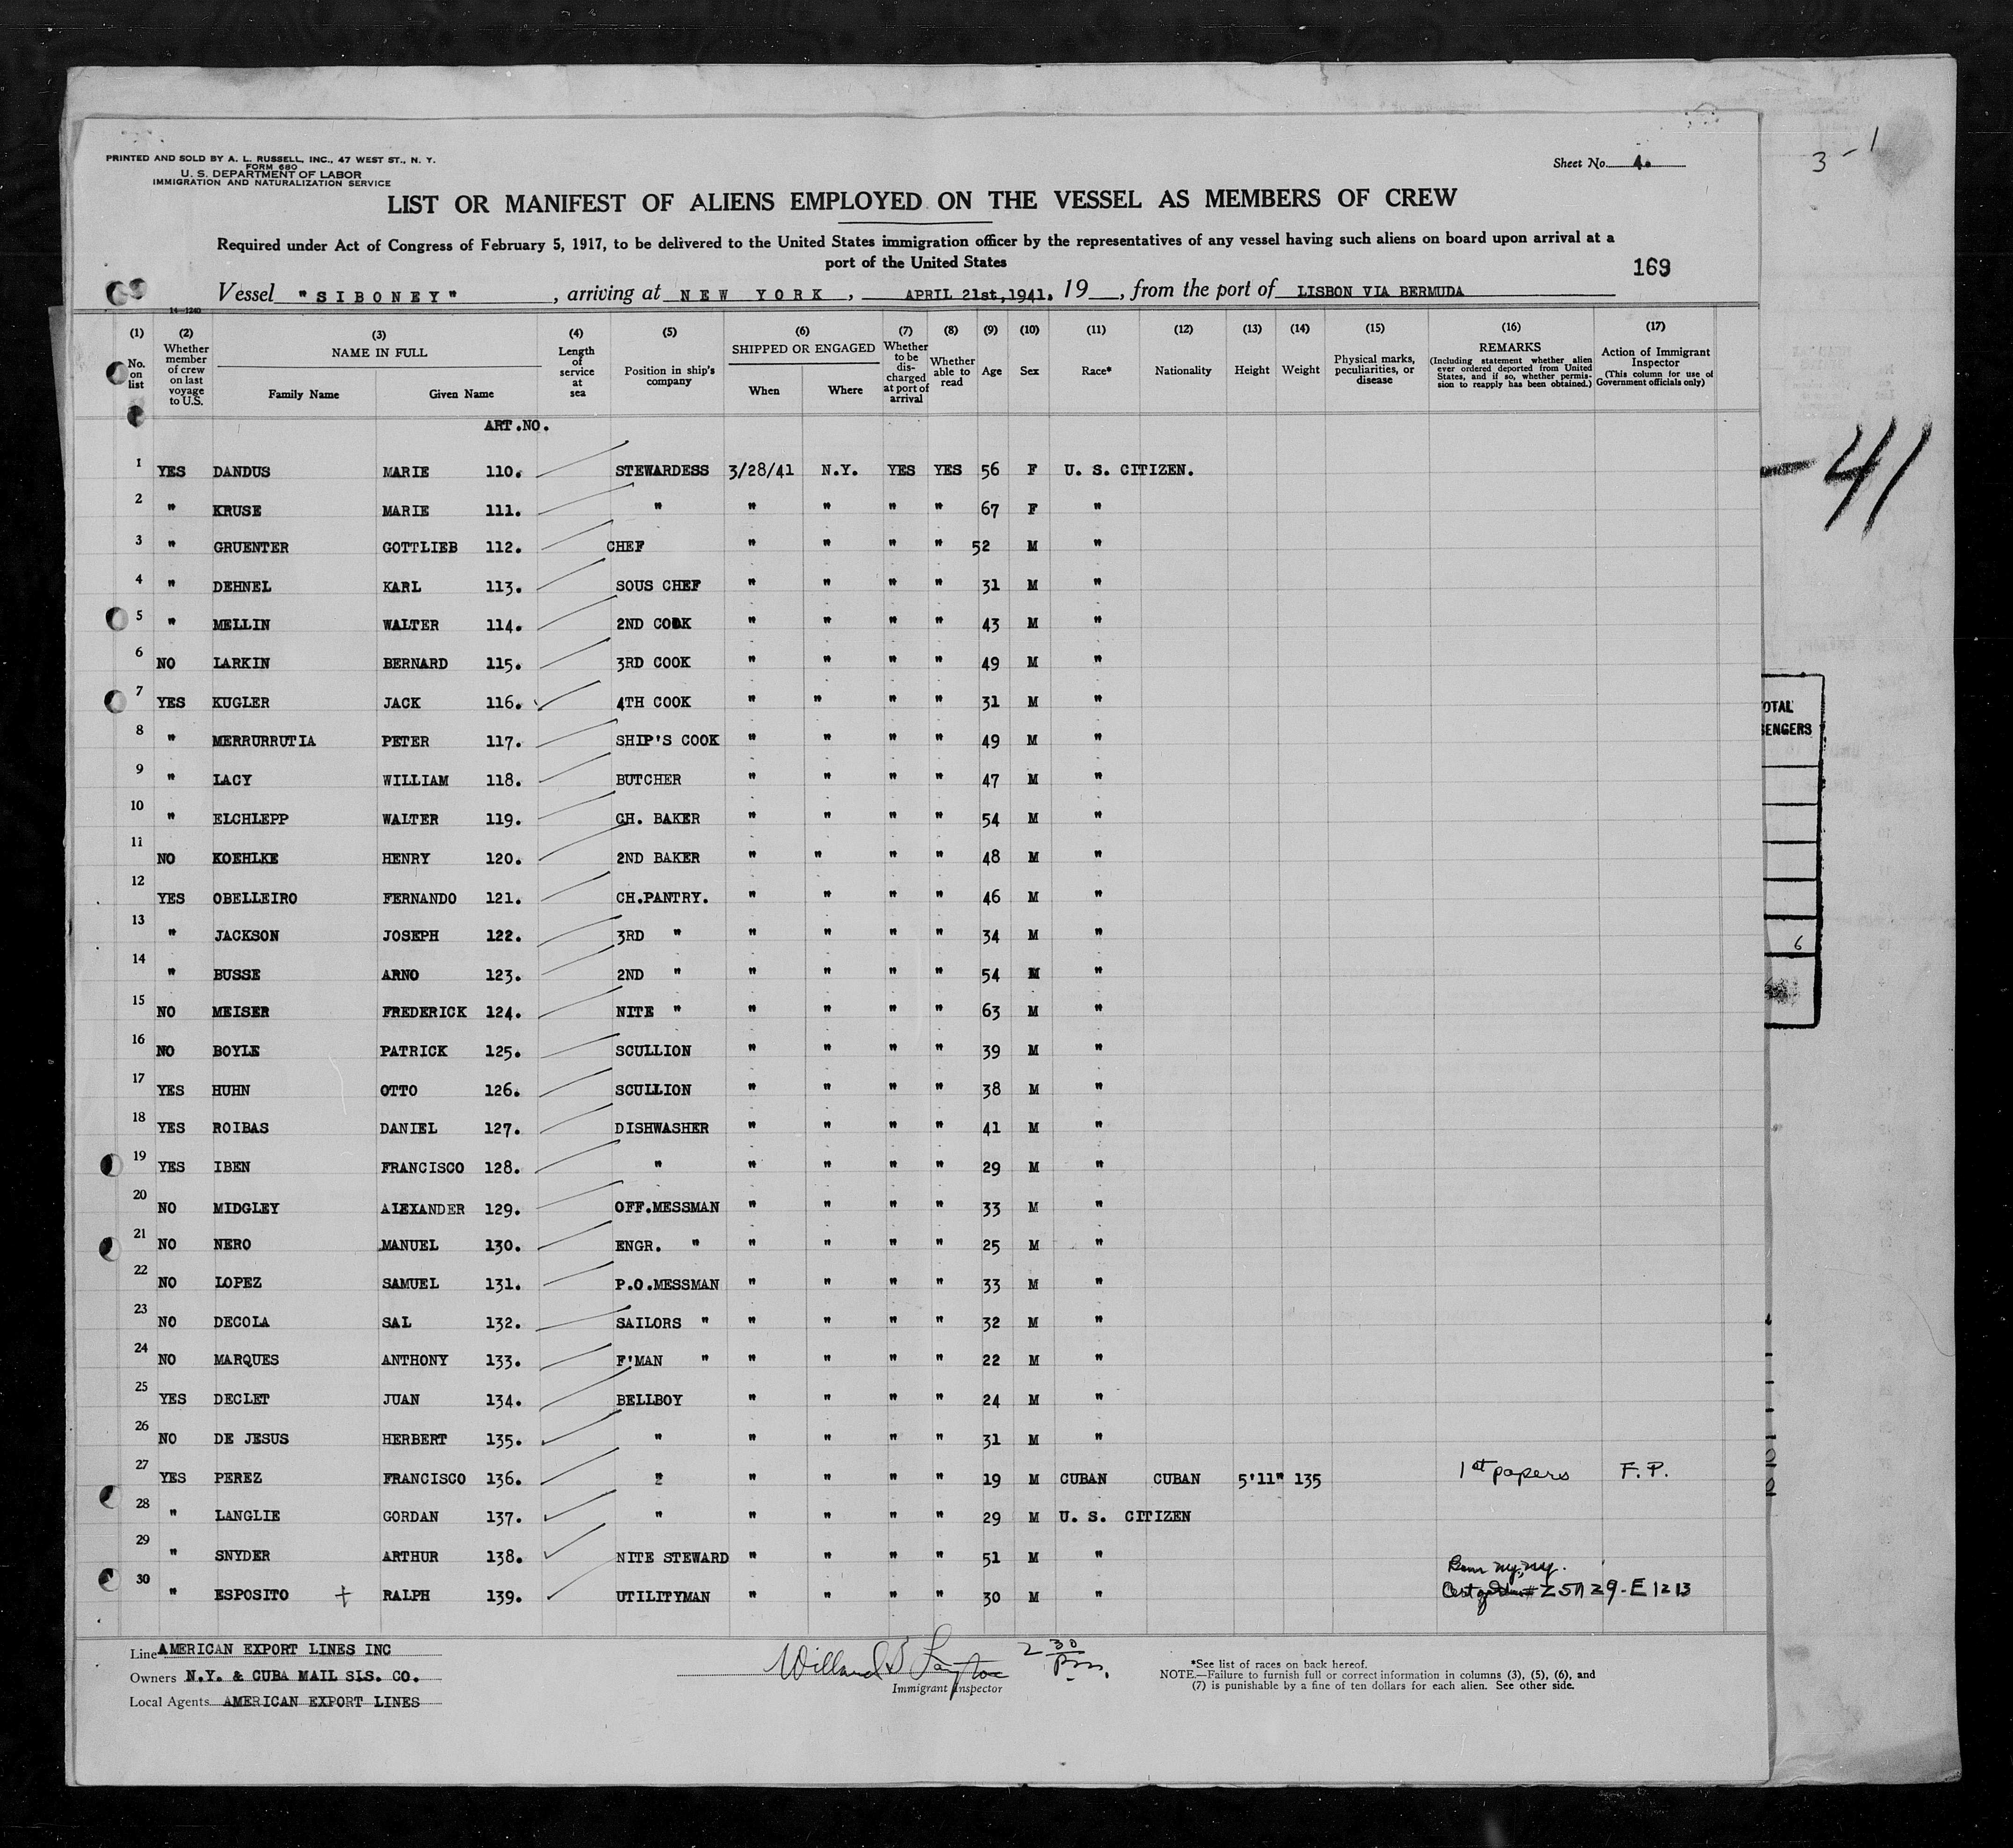 3-1
PRINTED AND SOLD BY A. L. RUSSELL, INC., 47 WEST ST., N. Y.
FORM 680
U. S. DEPARTMENT OF LABOR
IMMIGRATION AND NATURALIZATION SERVICE
Sheet No. 4.
LIST OR MANIFEST OF ALIENS EMPLOYED ON THE VESSEL AS MEMBERS OF CREW
Required under Act of Congress of February 5, 1917, to be delivered to the United States immigration officer by the representatives of any vessel having such aliens on board upon arrival at a
port of the United States
169
Vessel "SIBONEY", arriving at NEW YORK, APRIL 21st,1941. 19__, from the port of LISBON VIA BERMUDA
14—1240
(1) No. on list
(2) Whether member of crew on last voyage to U.S.
(3) NAME IN FULL Family Name Given Name
(4) Length of service at sea
(5) Position in ship's company
(6) SHIPPED OR ENGAGED When Where
(7) Whether to be discharged at port of arrival
(8) Whether able to read
(9) Age
(10) Sex
(11) Race*
(12) Nationality
(13) Height
(14) Weight
(15) Physical marks, peculiarities, or disease
(16) REMARKS (Including statement whether alien ever ordered deported from United States, and if so, whether permission to reapply has been obtained.)
(17) Action of Immigrant Inspector (This column for use of Government officials only)
ART.NO.
1 YES DANDUS MARIE 110. STEWARDESS 3/28/41 N.Y. YES YES 56 F U. S. CITIZEN.
2 " KRUSE MARIE 111. " " " " " 67 F "
3 " GRUENTER GOTTLIEB 112. CHEF " " " " 52 M "
4 " DEHNEL KARL 113. SOUS CHEF " " " " 31 M "
5 " MELLIN WALTER 114. 2ND COOK " " " " 43 M "
6 NO LARKIN BERNARD 115. 3RD COOK " " " " 49 M "
7 YES KUGLER JACK 116. 4TH COOK " " " " 31 M "
8 " MERRURRUTIA PETER 117. SHIP'S COOK " " " " 49 M "
9 " LACY WILLIAM 118. BUTCHER " " " " 47 M "
10 " ELCHLEPP WALTER 119. CH. BAKER " " " " 54 M "
11 NO KOEHLKE HENRY 120. 2ND BAKER " " " " 48 M "
12 YES OBELLEIRO FERNANDO 121. CH.PANTRY. " " " " 46 M "
13 " JACKSON JOSEPH 122. 3RD " " " " " 34 M "
14 " BUSSE ARNO 123. 2ND " " " " " 54 M "
15 NO MEISER FREDERICK 124. NITE " " " " " 63 M "
16 NO BOYLE PATRICK 125. SCULLION " " " " 39 M "
17 YES HUHN OTTO 126. SCULLION " " " " 38 M "
18 YES ROIBAS DANIEL 127. DISHWASHER " " " " 41 M "
19 YES IBEN FRANCISCO 128. " " " " " 29 M "
20 NO MIDGLEY ALEXANDER 129. OFF.MESSMAN " " " " 33 M "
21 NO NERO MANUEL 130. ENGR. " " " " " 25 M "
22 NO LOPEZ SAMUEL 131. P.O.MESSMAN " " " " 33 M "
23 NO DECOLA SAL 132. SAILORS " " " " " 32 M "
24 NO MARQUES ANTHONY 133. F'MAN " " " " " 22 M "
25 YES DECLET JUAN 134. BELLBOY " " " " 24 M "
26 NO DE JESUS HERBERT 135. " " " " " 31 M "
27 YES PEREZ FRANCISCO 136. " " " " " 19 M CUBAN CUBAN 5'11" 135 1st papers F.P.
28 " LANGLIE GORDAN 137. " " " " " 29 M U. S. CITIZEN
29 " SNYDER ARTHUR 138. NITE STEWARD " " " " 51 M "
30 " ESPOSITO + RALPH 139. UTILITYMAN " " " " 30 M "
Line AMERICAN EXPORT LINES INC
Owners N.Y. & CUBA MAIL SLS. CO.
Local Agents AMERICAN EXPORT LINES
2 30 P.M.
Immigrant Inspector
*See list of races on back hereof.
NOTE.—Failure to furnish full or correct information in columns (3), (5), (6), and
(7) is punishable by a fine of ten dollars for each alien. See other side.
-41
OTAL
SENGERS
6